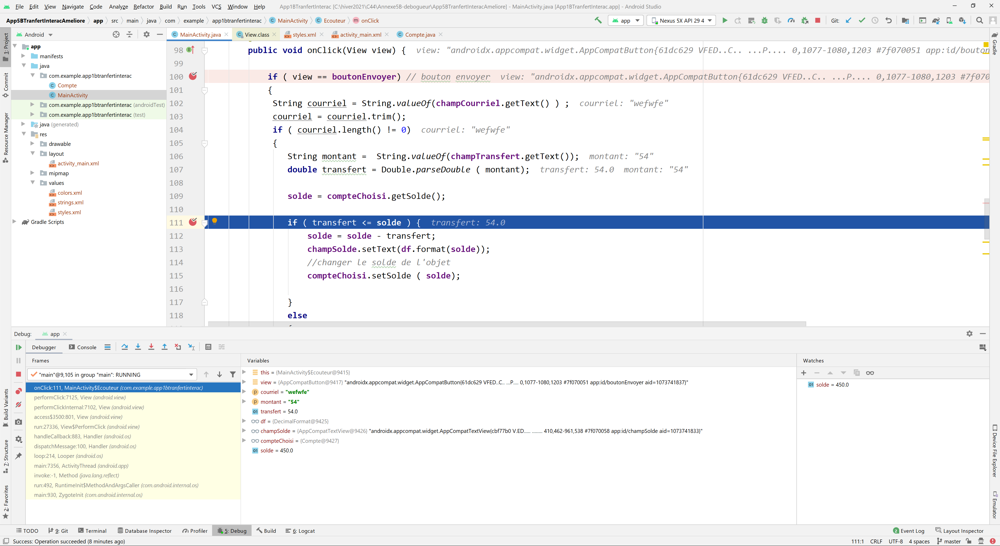 File Edit View Navigate Code Analyze Refactor Build Run Tools VCS Window Help App1BTranfertInterac [C:\hiver2021\C44\Annexe5B-debogueur\App5BTranfertInteracAmeliore] - MainActivity.java [App1BTranfertInterac.app] - Android Studio
App5BTranfertInteracAmeliore app src main java com example app1btranfertinterac MainActivity Ecouteur onClick app Nexus 5X API 29 4 Git:
Android
MainActivity.java View.class styles.xml activity_main.xml Compte.java
1: Project
Commit
Resource Manager
Build Variants
7: Structure
2: Favorites
app
manifests
java
com.example.app1btranfertinterac
Compte
MainActivity
com.example.app1btranfertinterac (androidTest)
com.example.app1btranfertinterac (test)
java (generated)
res
drawable
layout
activity_main.xml
mipmap
values
colors.xml
strings.xml
styles.xml
Gradle Scripts
98 public void onClick(View view) { view: "androidx.appcompat.widget.AppCompatButton{61dc629 VFED..C.. ...P.... 0,1077-1080,1203 #7f070051 app:id/bouton
99
100 if ( view == boutonEnvoyer) // bouton envoyer view: "androidx.appcompat.widget.AppCompatButton{61dc629 VFED..C.. ...P.... 0,1077-1080,1203 #7f070
101 {
102 String courriel = String.valueOf(champCourriel.getText() ) ; courriel: "wefwfe"
103 courriel = courriel.trim();
104 if ( courriel.length() != 0) courriel: "wefwfe"
105 {
106 String montant = String.valueOf(champTransfert.getText()); montant: "54"
107 double transfert = Double.parseDouble ( montant); transfert: 54.0 montant: "54"
108
109 solde = compteChoisi.getSolde();
110
111 if ( transfert <= solde ) { transfert: 54.0
112 solde = solde - transfert;
113 champSolde.setText(df.format(solde));
114 //changer le solde de l'objet
115 compteChoisi.setSolde ( solde);
116
117 }
118 else
Gradle
Device File Explorer
Emulator
Debug: app
Debugger Console
Frames
"main"@9,105 in group "main": RUNNING
onClick:111, MainActivity$Ecouteur (com.example.app1btranfertinterac)
performClick:7125, View (android.view)
performClickInternal:7102, View (android.view)
access$3500:801, View (android.view)
run:27336, View$PerformClick (android.view)
handleCallback:883, Handler (android.os)
dispatchMessage:100, Handler (android.os)
loop:214, Looper (android.os)
main:7356, ActivityThread (android.app)
invoke:-1, Method (java.lang.reflect)
run:492, RuntimeInit$MethodAndArgsCaller (com.android.internal.os)
main:930, ZygoteInit (com.android.internal.os)
Variables
this = {MainActivity$Ecouteur@9415}
view = {AppCompatButton@9417} "androidx.appcompat.widget.AppCompatButton{61dc629 VFED..C.. ...P.... 0,1077-1080,1203 #7f070051 app:id/boutonEnvoyer aid=1073741837}"
courriel = "wefwfe"
montant = "54"
transfert = 54.0
df = {DecimalFormat@9425}
champSolde = {AppCompatTextView@9426} "androidx.appcompat.widget.AppCompatTextView{cbf77b0 V.ED..... ........ 410,462-961,538 #7f070058 app:id/champSolde aid=1073741833}"
compteChoisi = {Compte@9427}
solde = 450.0
Watches
solde = 450.0
TODO 9: Git Terminal Database Inspector Profiler 5: Debug Build 6: Logcat 2 Event Log Layout Inspector
Success: Operation succeeded (8 minutes ago) 111:1 CRLF UTF-8 4 spaces master